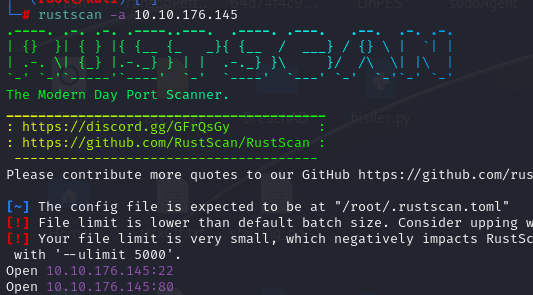 └─# rustscan -a 10.10.176.145
.----. .-. .-. .----..---.  .----. .---.   .--.  .-. .-.
| {}  }| { } |{ {__ {_   _}{ {__  /  ___} / {} \ |  `| |
| .-. \| {_} |.-._} } | |  .-._} }\     }/  /\  \| |\  |
`-' `-'`-----'`----'  `-'  `----'  `---' `-'  `-'`-' `-'
The Modern Day Port Scanner.
________________________________________
: https://discord.gg/GFrQsGy           :
: https://github.com/RustScan/RustScan :
 --------------------------------------
Please contribute more quotes to our GitHub https://github.com/rus
[~] The config file is expected to be at "/root/.rustscan.toml"
[!] File limit is lower than default batch size. Consider upping w
[!] Your file limit is very small, which negatively impacts RustSc
 with '--ulimit 5000'.
Open 10.10.176.145:22
Open 10.10.176.145:80